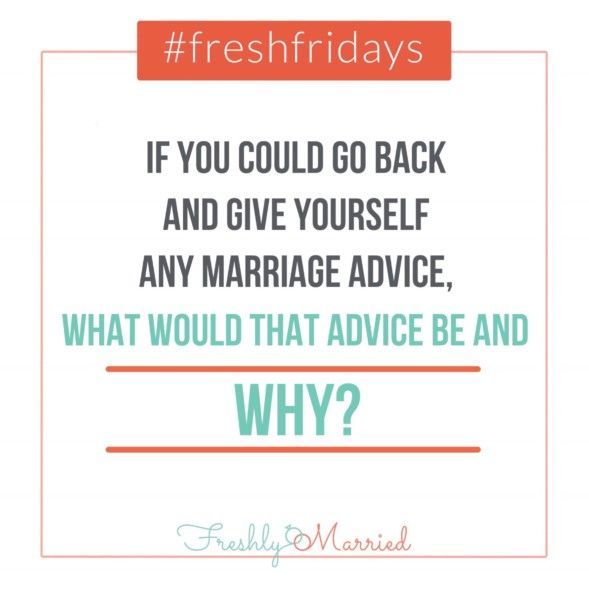 #freshfridays
IF YOU COULD GO BACK
AND GIVE YOURSELF
ANY MARRIAGE ADVICE,
WHAT WOULD THAT ADVICE BE AND
WHY?
Freshly Married